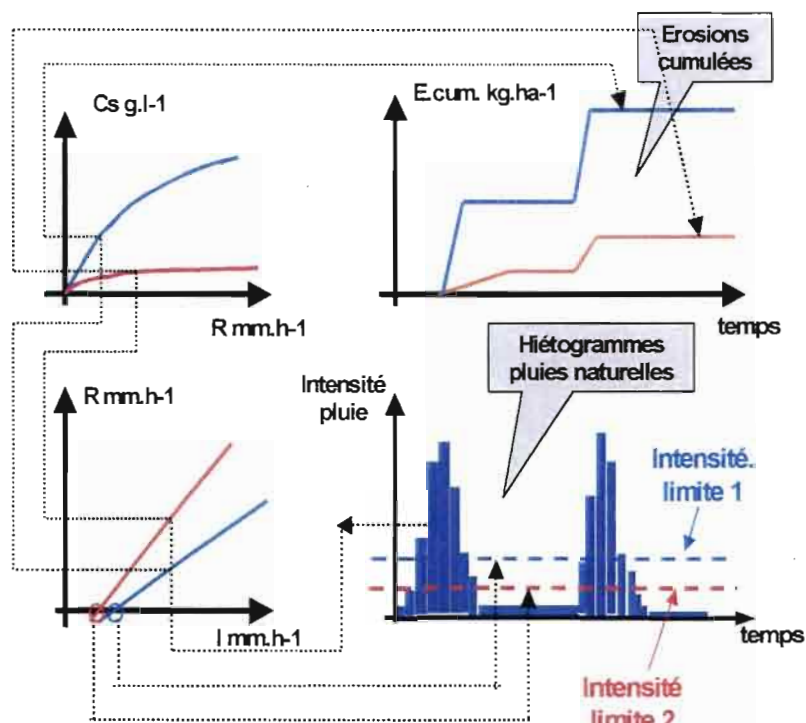 Erosions
cumulées
Cs g.l-1
E.cum. kg.ha-1
R mm.h-1
temps
Hiétogrammes
pluies naturelles
R mm.h-1
Intensité
pluie
Intensité.
limite 1
I mm.h-1
temps
Intensité
limite 2